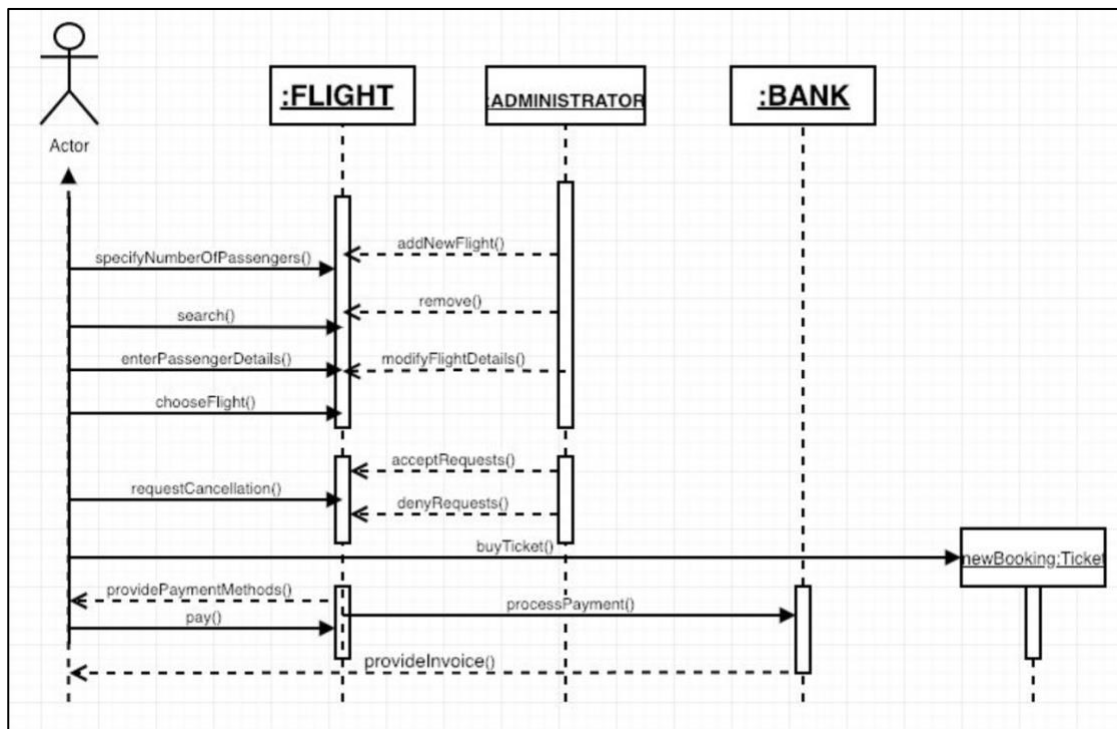 :FLIGHT
:ADMINISTRATOR
:BANK
Actor
addNewFlight()
specifyNumberOfPassengers()
remove()
search()
enterPassengerDetails()
modifyFlightDetails()
chooseFlight()
acceptRequests()
requestCancellation()
denyRequests()
buyTicket()
newBooking:Ticket
providePaymentMethods()
processPayment()
pay()
provideInvoice()